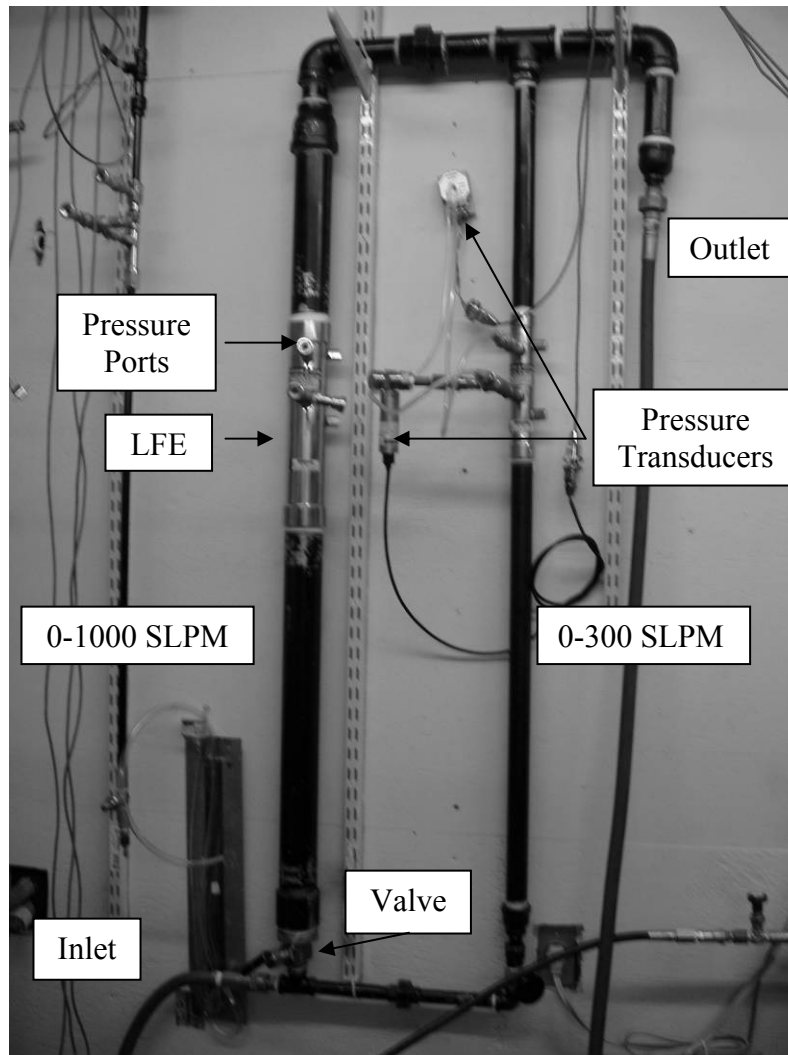 Outlet
Pressure
Ports
LFE
Pressure
Transducers
0-1000 SLPM
0-300 SLPM
Valve
Inlet